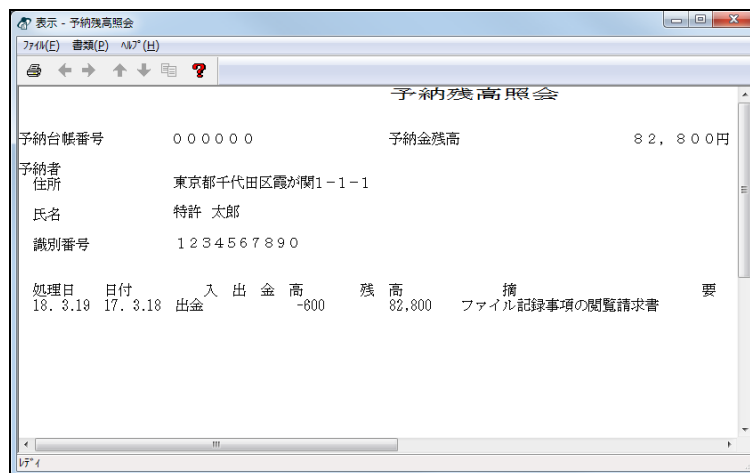 表示 - 予納残高照会
ﾌｧｲﾙ(F) 書類(P) ﾍﾙﾌﾟ(H)
予納残高照会
予納台帳番号 ００００００ 予納金残高 ８２，８００円
予納者
住所 東京都千代田区霞が関１－１－１
氏名 特許 太郎
識別番号 １２３４５６７８９０
処理日 日付 入 出 金 高 残 高 摘 要
18. 3.19 17. 3.18 出金 -600 82,800 ファイル記録事項の閲覧請求書
ﾚﾃﾞｨ